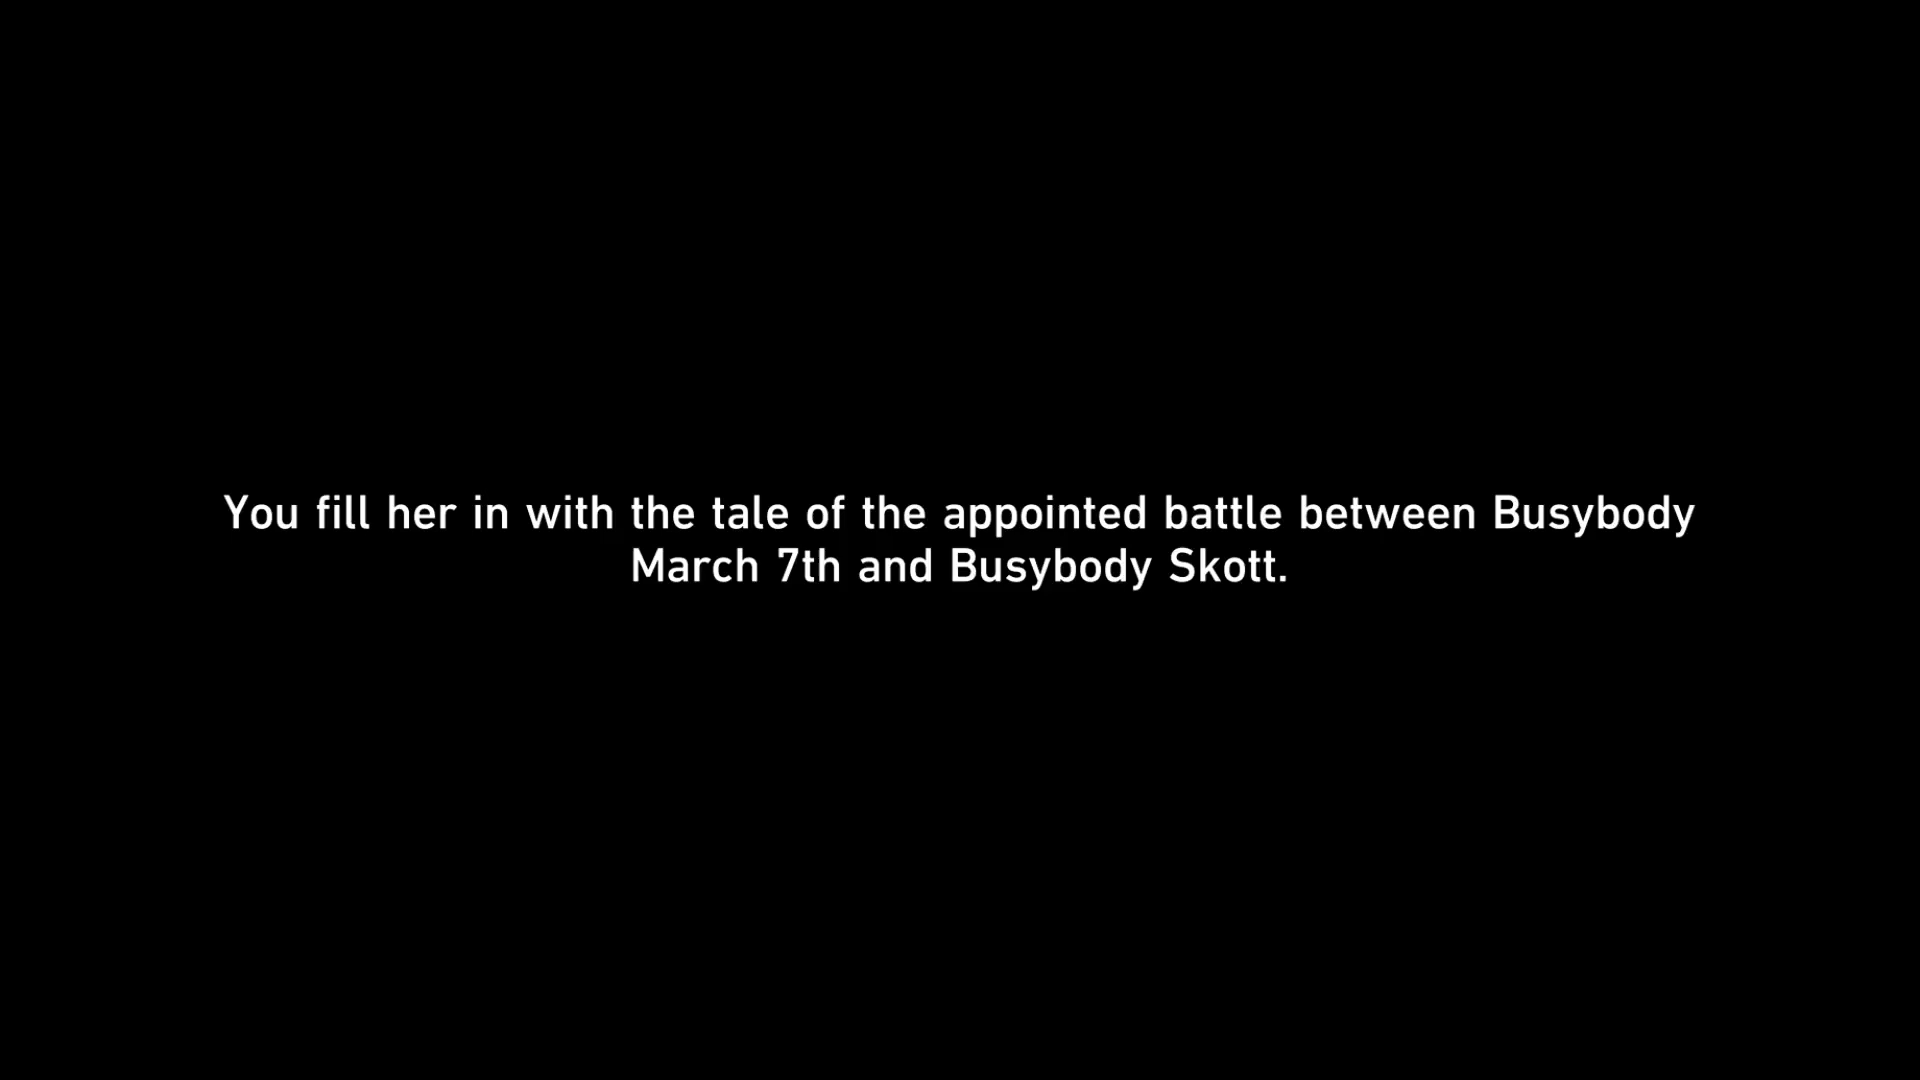 You fill her in with the tale of the appointed battle between Busybody
March 7th and Busybody Skott.